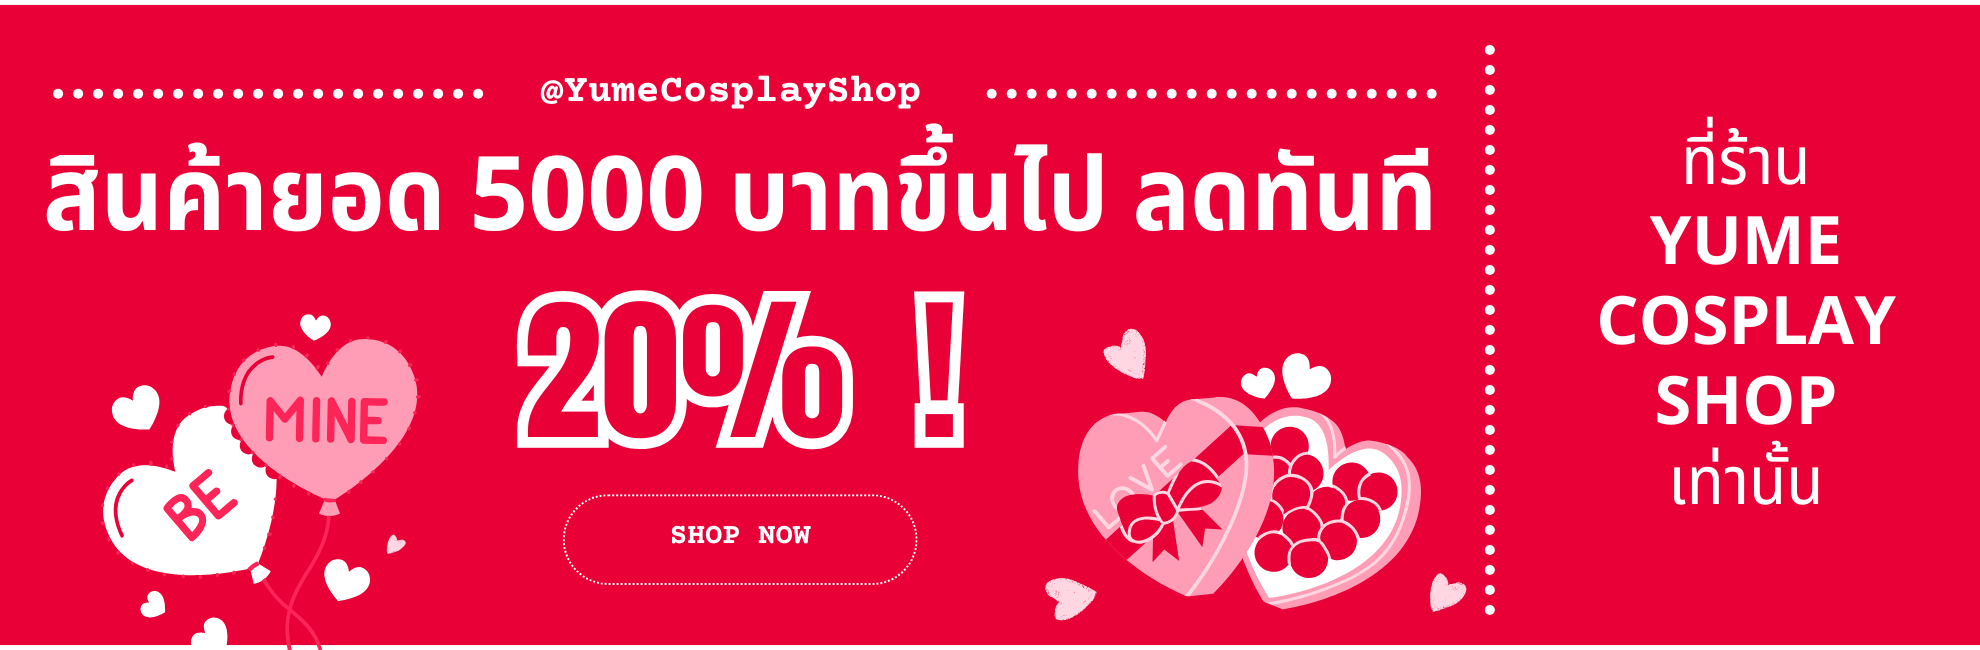 @YumeCosplayShop
สินค้ายอด 5000 บาทขึ้นไป ลดทันที
20% !
SHOP NOW
BE
MINE
LOVE
ที่ร้าน
YUME
COSPLAY
SHOP
เท่านั้น